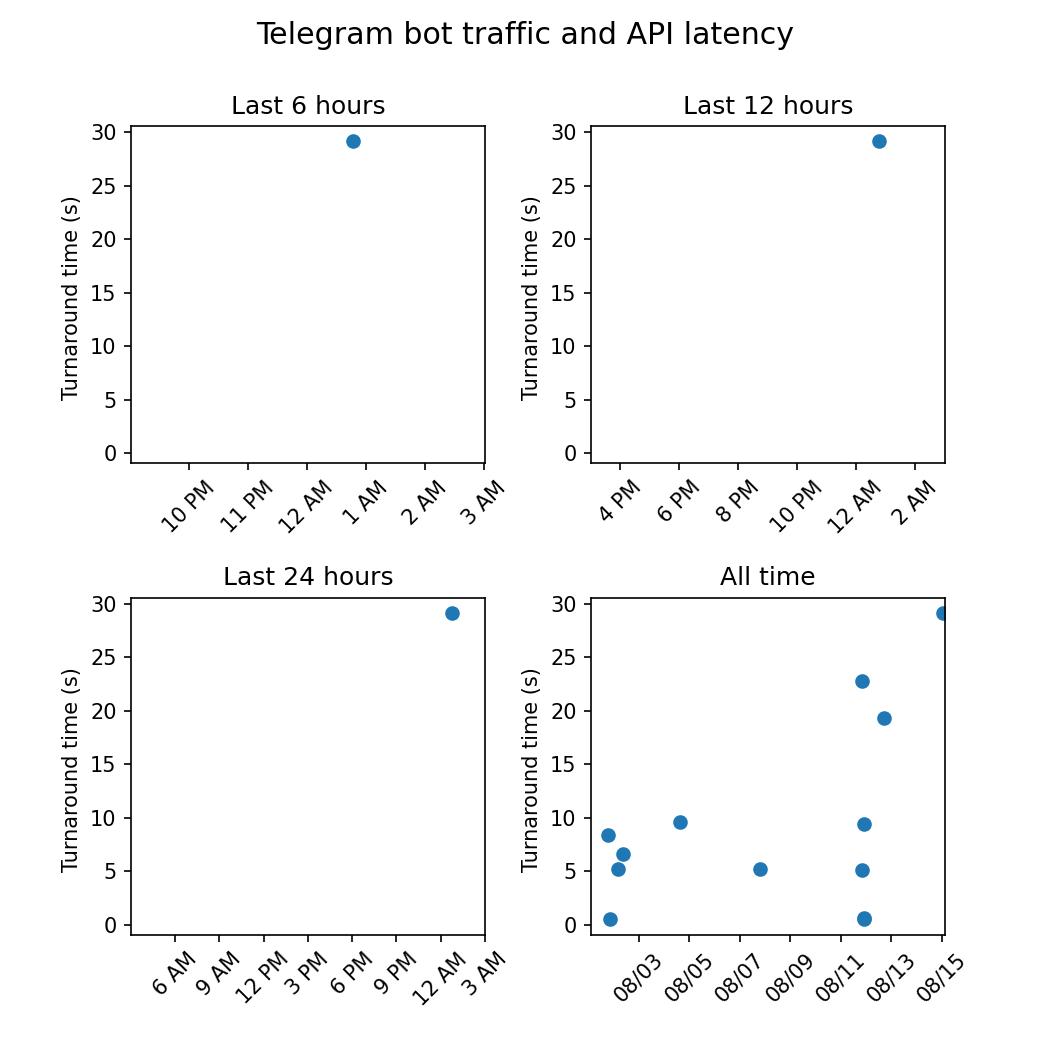 Telegram bot traffic and API latency
Last 6 hours
Turnaround time (s)
30
25
20
15
10
5
0
10 PM
11 PM
12 AM
1 AM
2 AM
3 AM
Last 12 hours
Turnaround time (s)
30
25
20
15
10
5
0
4 PM
6 PM
8 PM
10 PM
12 AM
2 AM
Last 24 hours
Turnaround time (s)
30
25
20
15
10
5
0
6 AM
9 AM
12 PM
3 PM
6 PM
9 PM
12 AM
3 AM
All time
Turnaround time (s)
30
25
20
15
10
5
0
08/03
08/05
08/07
08/09
08/11
08/13
08/15